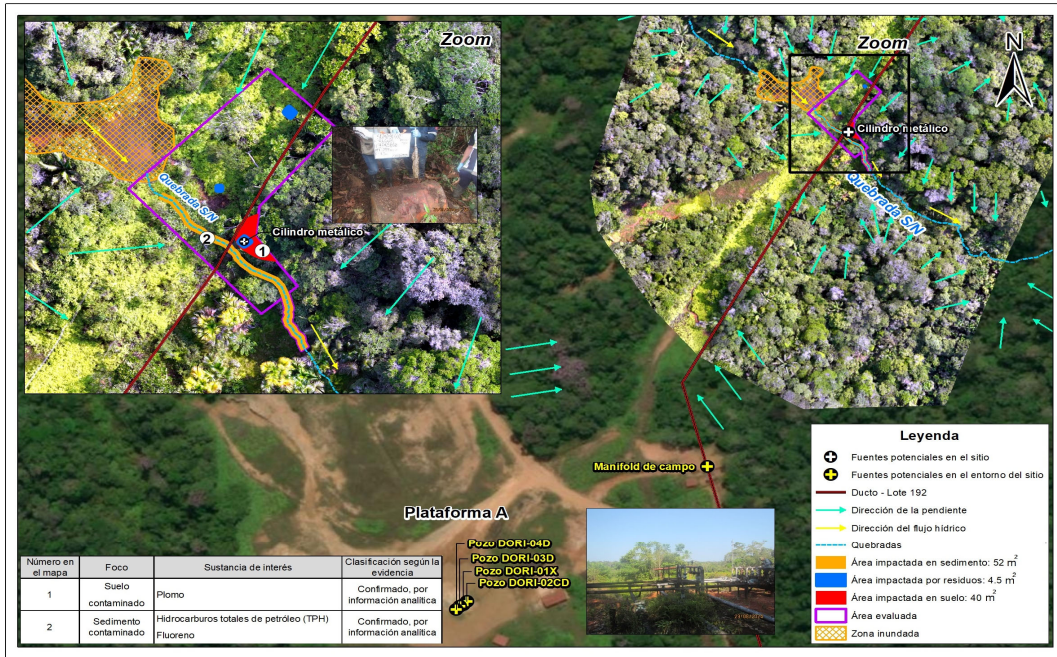 Zoom
Quebrada S/N
2
1
Cilindro metálico
Zoom
N
Cilindro metálico
Quebrada S/N
Manifold de campo
Plataforma A
Pozo DORI-04D
Pozo DORI-03D
Pozo DORI-01X
Pozo DORI-02CD
Número en el mapa
Foco
Sustancia de interés
Clasificación según la evidencia
1
Suelo contaminado
Plomo
Confirmado, por información analítica
2
Sedimento contaminado
Hidrocarburos totales de petróleo (TPH)
Fluoreno
Confirmado, por información analítica
Leyenda
Fuentes potenciales en el sitio
Fuentes potenciales en el entorno del sitio
Ducto - Lote 192
Dirección de la pendiente
Dirección del flujo hídrico
Quebradas
Área impactada en sedimento: 52 m²
Área impactada por residuos: 4.5 m²
Área impactada en suelo: 40 m²
Área evaluada
Zona inundada